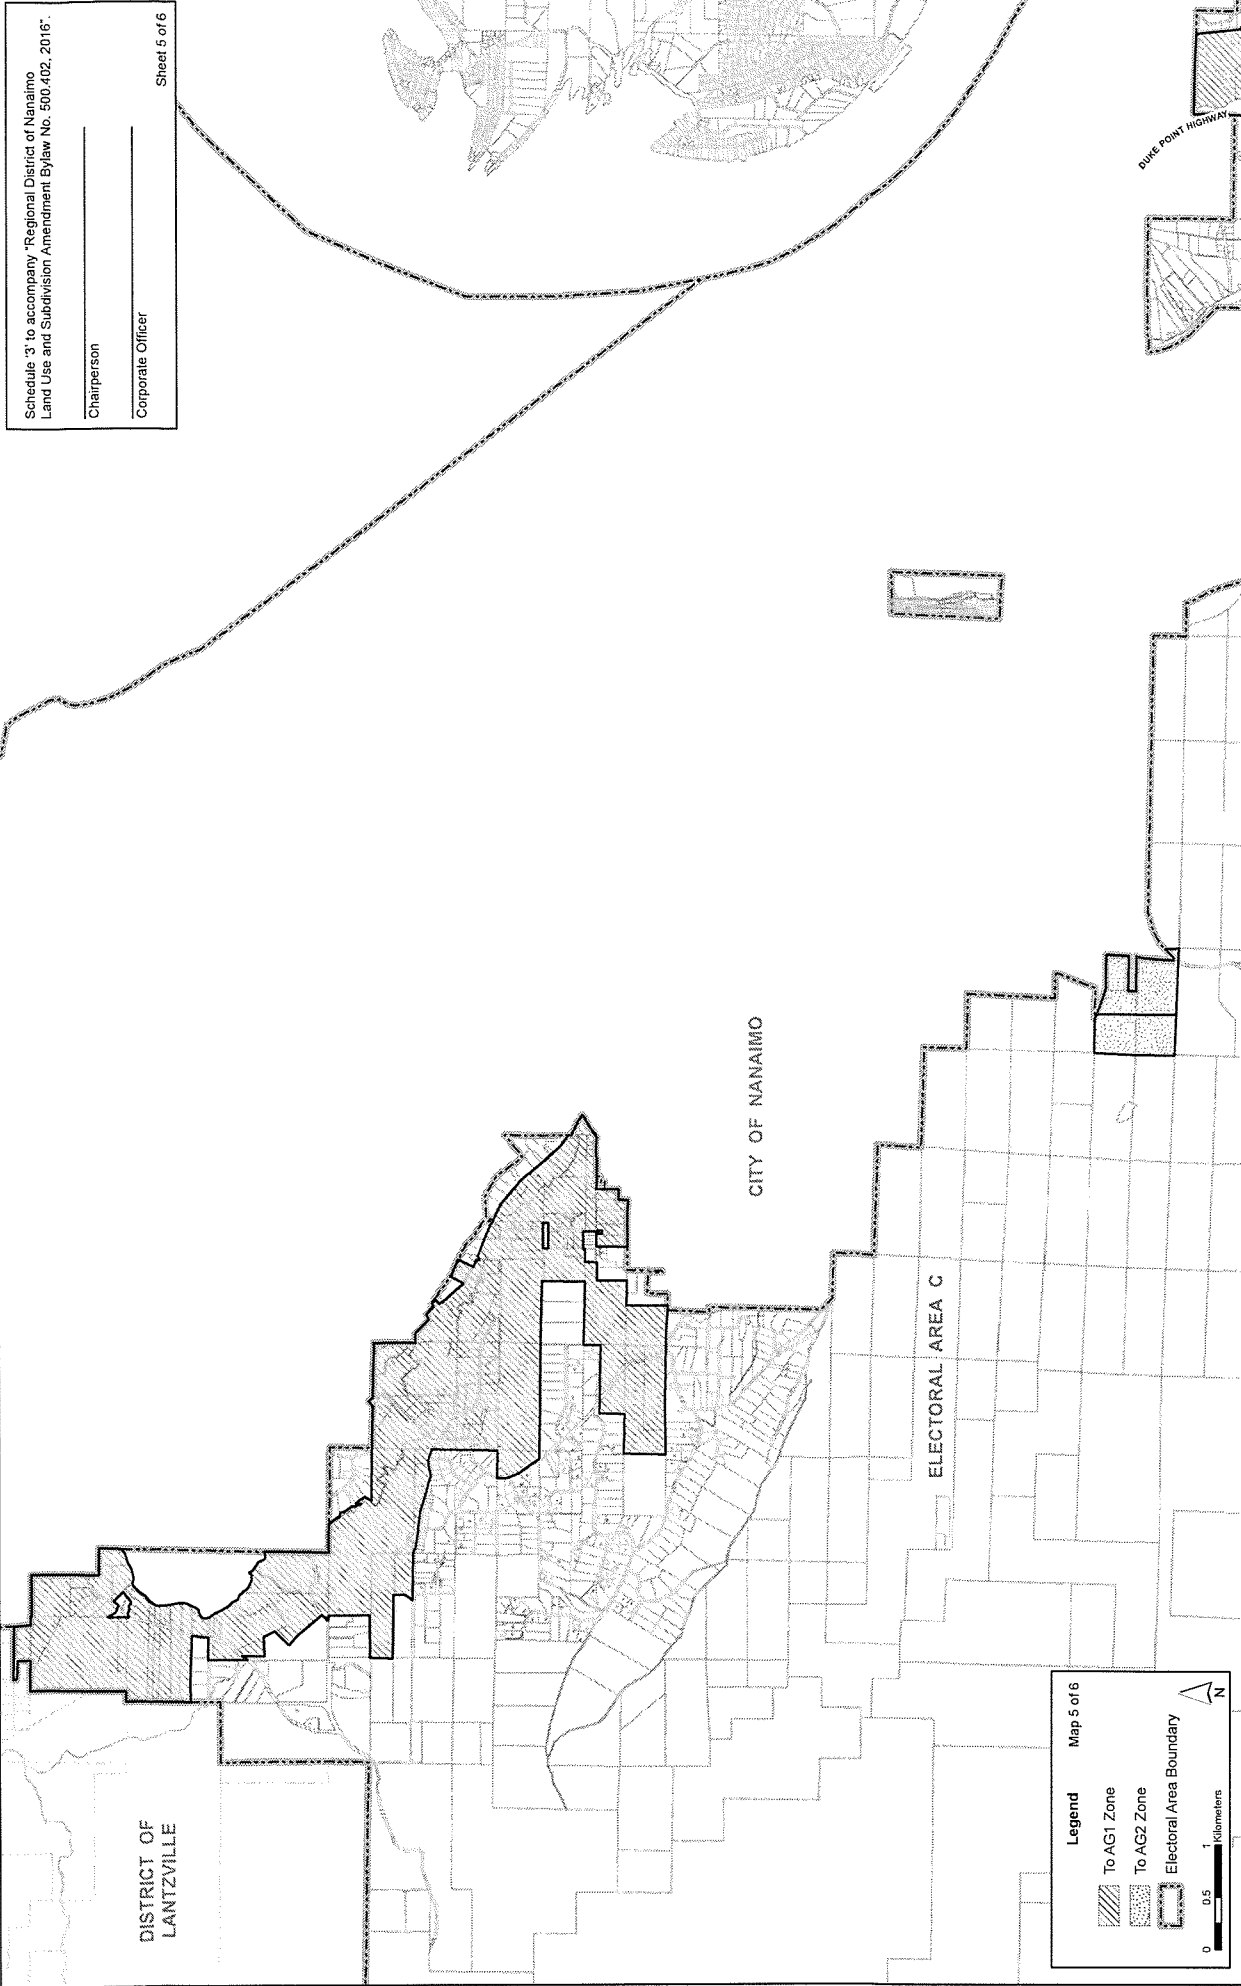 Schedule '3' to accompany "Regional District of Nanaimo
Land Use and Subdivision Amendment Bylaw No. 500.402, 2016".
Chairperson
Corporate Officer
Sheet 5 of 6
DISTRICT OF
LANTZVILLE
CITY OF NANAIMO
ELECTORAL AREA C
DUKE POINT HIGHWAY
Legend
Map 5 of 6
To AG1 Zone
To AG2 Zone
Electoral Area Boundary
0 0.5 1
Kilometers
N